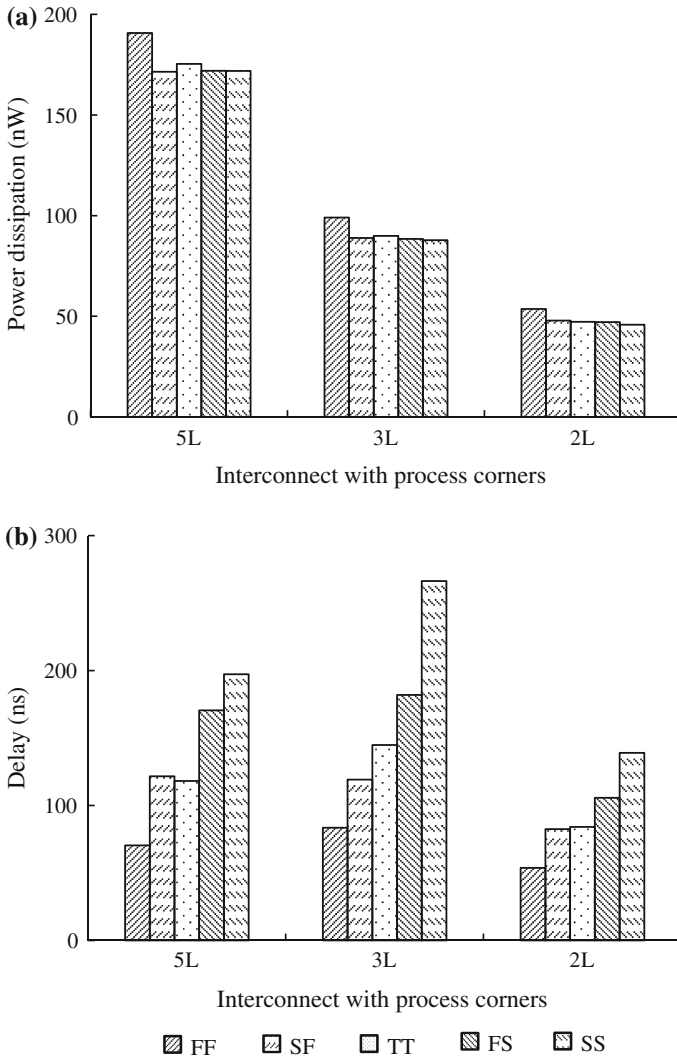 (a)
200
150
100
50
0
Power dissipation (nW)
5L 3L 2L
Interconnect with process corners
(b)
300
200
100
0
Delay (ns)
5L 3L 2L
Interconnect with process corners
FF SF TT FS SS